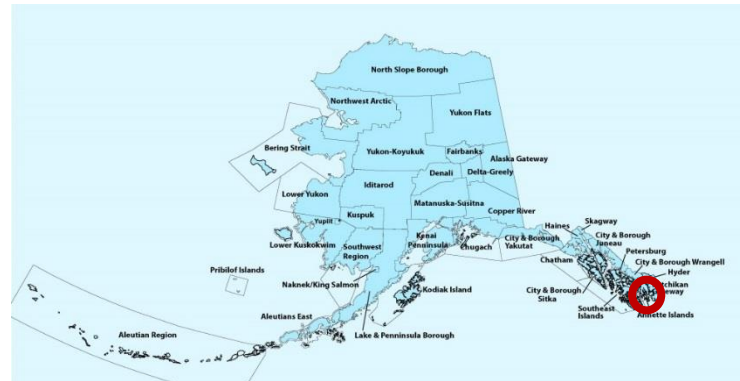 North Slope Borough
Northwest Arctic
Yukon Flats
Bering Strait
Yukon-Koyukuk
Fairbanks
Alaska Gateway
Denali
Delta-Greely
Iditarod
Lower Yukon
Matanuska-Susitna
Copper River
Kuspuk
Yupiit
Skagway
Haines
Lower Kuskokwim
Southwest
Region
Kenai
Penninsula
Chugach
City & Borough
Yakutat
City & Borough
Juneau
Petersburg
Chatham
City & Borough Wrangell
Hyder
Pribilof Islands
Naknek/King Salmon
Kodiak Island
City & Borough
Sitka
Southeast
Islands
Annette Islands
Aleutians East
Lake & Penninsula Borough
Aleutian Region